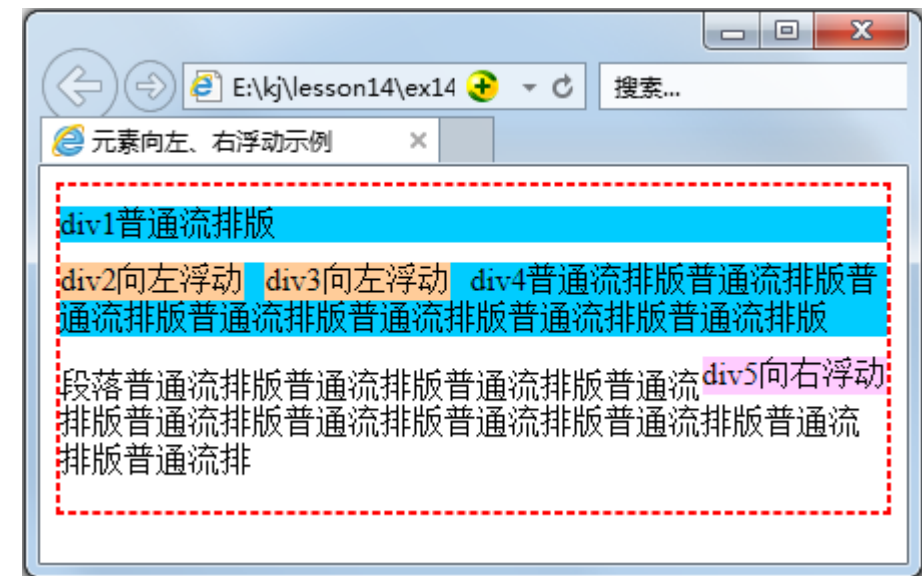 E:\kj\lesson14\ex14
搜索...
元素向左、右浮动示例
div1普通流排版
div2向左浮动 div3向左浮动 div4普通流排版普通流排版普
通流排版普通流排版普通流排版普通流排版普通流排版
div5向右浮动
段落普通流排版普通流排版普通流排版普通流
排版普通流排版普通流排版普通流排版普通流
排版普通流排